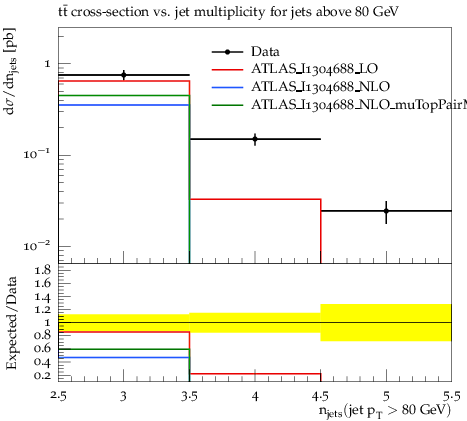 tt̄ cross-section vs. jet multiplicity for jets above 80 GeV
dσ/dn_jets [pb]
Data
ATLAS_I1304688_LO
ATLAS_I1304688_NLO
ATLAS_I1304688_NLO_muTopPairM
1
10⁻¹
10⁻²
Expected/Data
1.8
1.6
1.4
1.2
1
0.8
0.6
0.4
0.2
2.5 3 3.5 4 4.5 5 5.5
n_jets(jet p_T > 80 GeV)